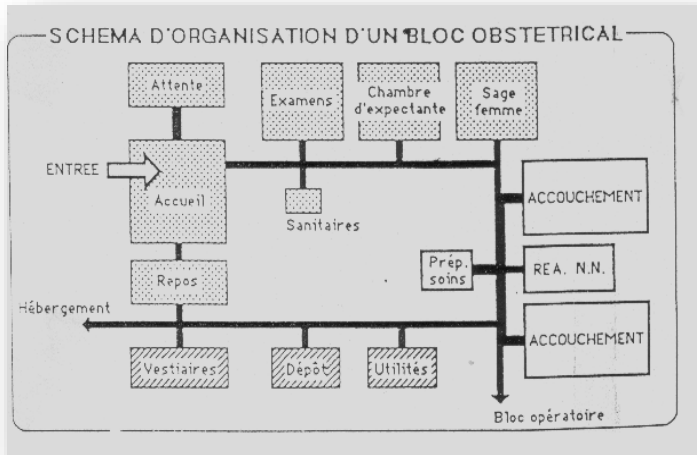 SCHEMA D'ORGANISATION D'UN BLOC OBSTETRICAL
Attente
Examens
Chambre
d'expectante
Sage
femme
ENTREE
Accueil
Sanitaires
ACCOUCHEMENT
Prép.
soins
REA. N.N.
Repos
Hébergement
ACCOUCHEMENT
Vestiaires
Dépôt
Utilités
Bloc opératoire